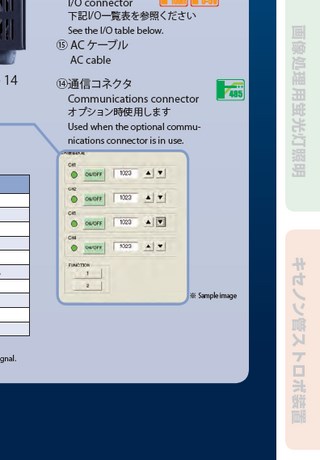 I/O connector
下記I/O一覧表を参照ください
See the I/O table below.
⑮ ACケーブル
AC cable
14
⑭通信コネクタ
Communications connector
オプション時使用します
Used when the optional commu-
nications connector is in use.
485
CH1
ON/OFF 1023
CH2
ON/OFF 1023
CH3
ON/OFF 1023
CH4
ON/OFF 1023
FUNCTION
1
2
※ Sample image
gnal.
画像処理用蛍光灯照明
キセノン管ストロボ装置